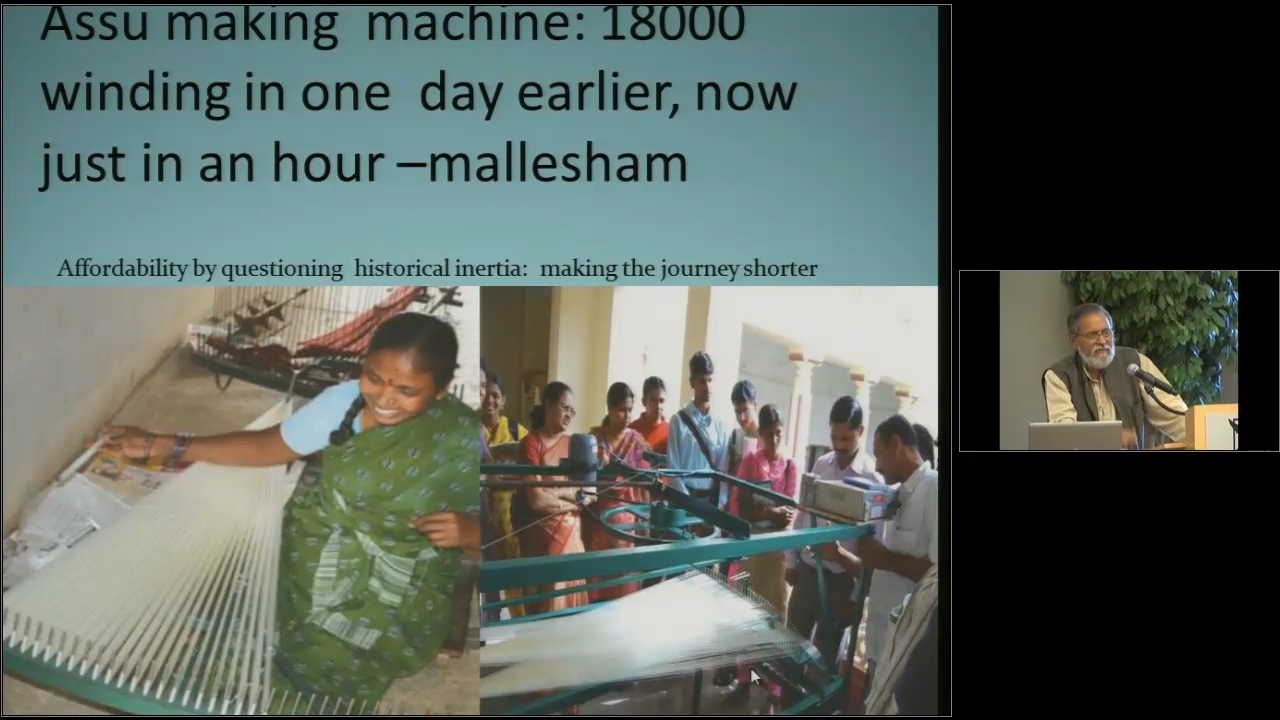 Assu making machine: 18000
winding in one day earlier, now
just in an hour –mallesham
Affordability by questioning historical inertia: making the journey shorter